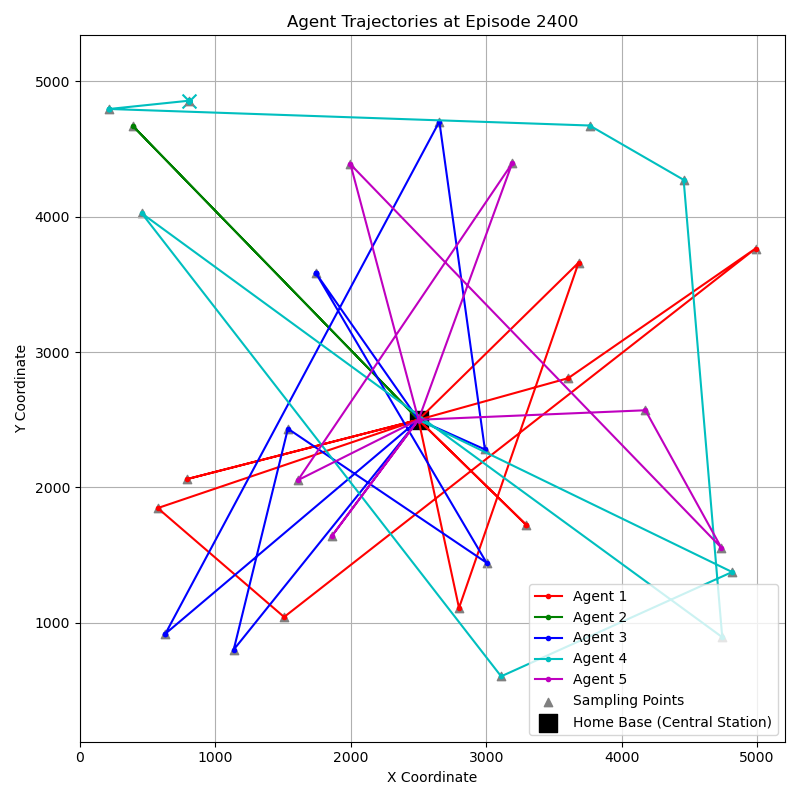 Agent Trajectories at Episode 2400
5000
4000
3000
2000
1000
Y Coordinate
0
1000
2000
3000
4000
5000
X Coordinate
Agent 1
Agent 2
Agent 3
Agent 4
Agent 5
Sampling Points
Home Base (Central Station)